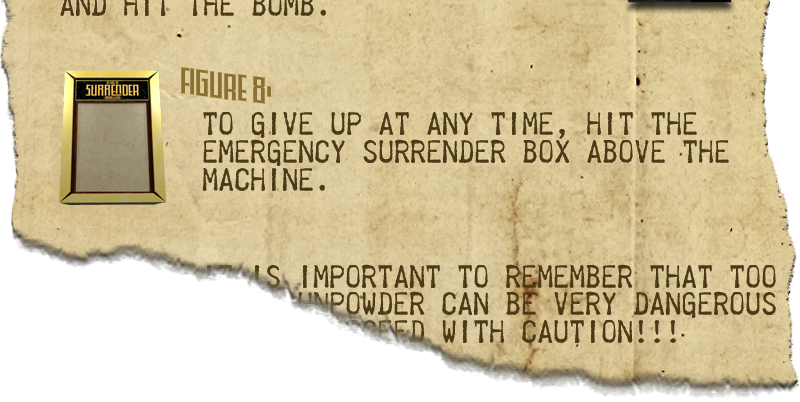 AND HIT THE BOMB.
SURRENDER
FIGURE 8:
TO GIVE UP AT ANY TIME, HIT THE
EMERGENCY SURRENDER BOX ABOVE THE
MACHINE.
IT IS IMPORTANT TO REMEMBER THAT TOO
UNPOWDER CAN BE VERY DANGEROUS
WITH CAUTION!!!